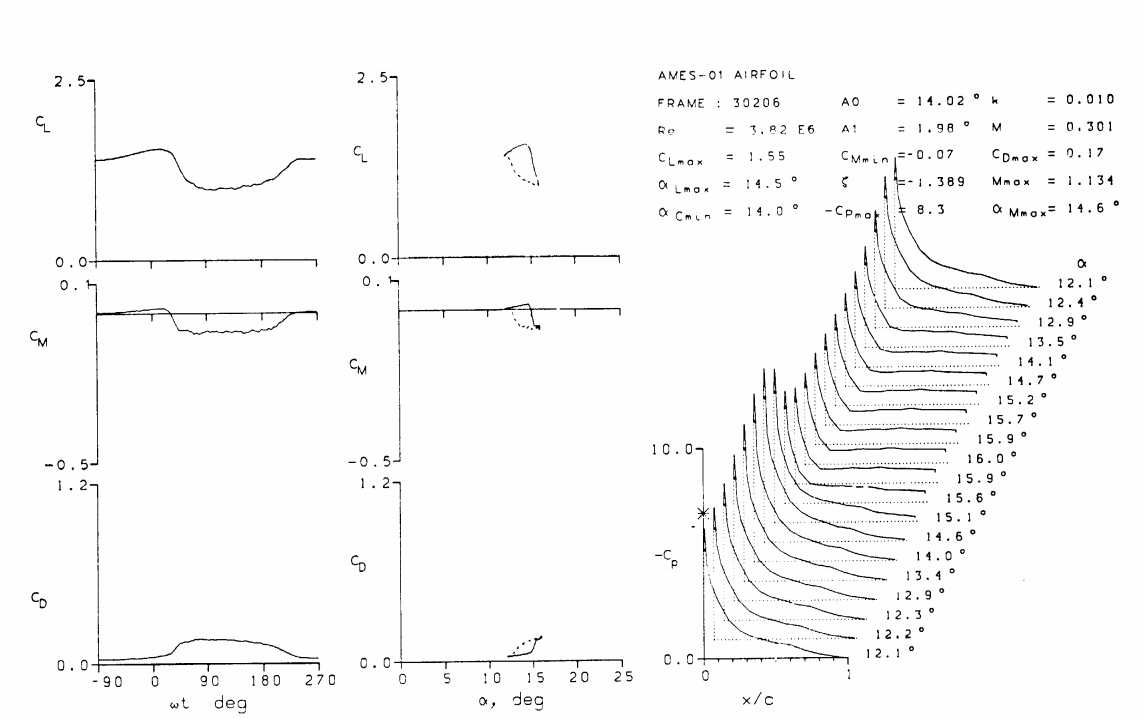 AMES-01 AIRFOIL
FRAME : 30206 A0 = 14.02 ° k = 0.010
Re = 3.82 E6 A1 = 1.98 ° M = 0.301
CLmax = 1.55 CMmin =-0.07 CDmax = 0.17
α Lmax = 14.5 ° ζ =-1.389 Mmax = 1.134
α Cmin = 14.0 ° -CPmax = 8.3 α Mmax= 14.6 °
2.5
CL
0.0
0.1
CM
-0.5
1.2
CD
0.0
-90 0 90 180 270
ωt deg
2.5
CL
0.0
0.1
CM
-0.5
1.2
CD
0.0
0 5 10 15 20 25
α, deg
α
12.1 °
12.4 °
12.9 °
13.5 °
14.1 °
14.7 °
15.2 °
15.7 °
15.9 °
16.0 °
15.9 °
15.6 °
15.1 °
14.6 °
14.0 °
13.4 °
12.9 °
12.3 °
12.2 °
12.1 °
10.0
-Cp
0.0
0 1
x/c